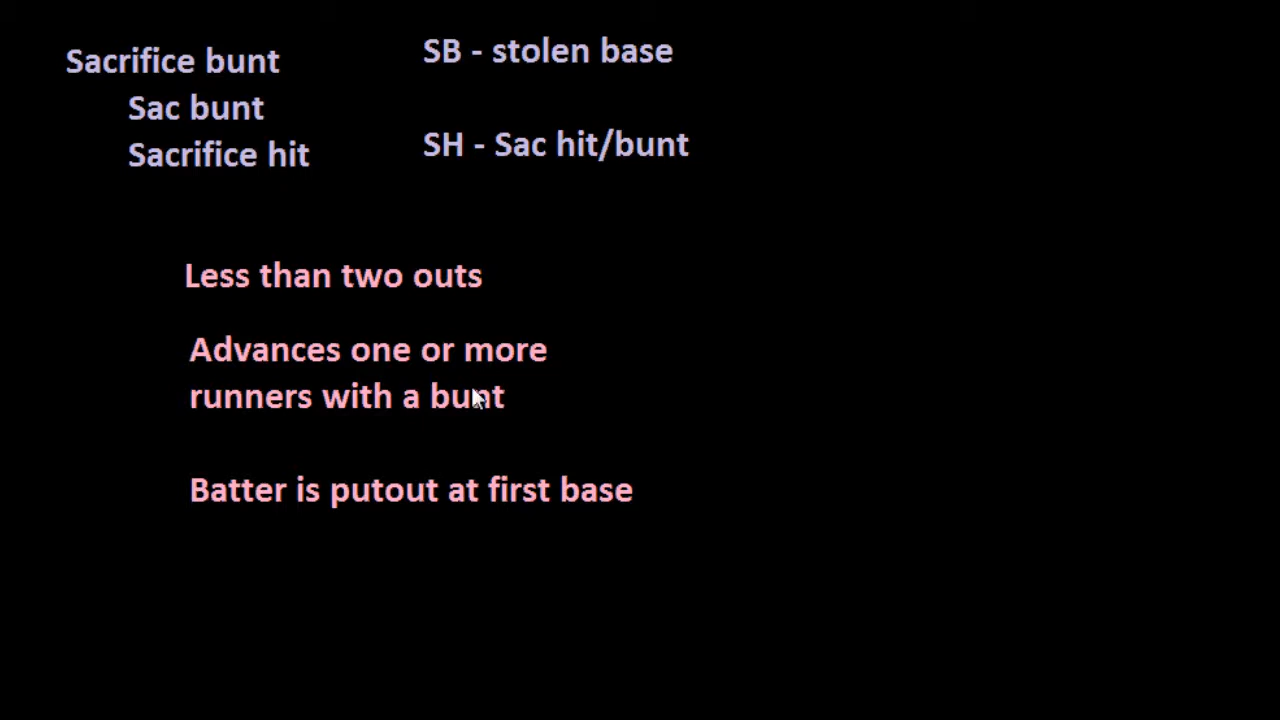 Sacrifice bunt
Sac bunt
Sacrifice hit
SB - stolen base
SH - Sac hit/bunt
Less than two outs
Advances one or more
runners with a bunt
Batter is putout at first base